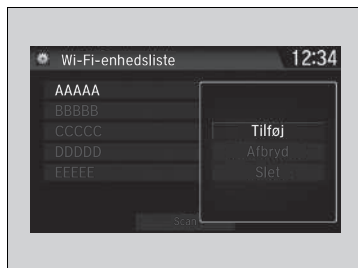 Wi-Fi-enhedsliste
12:34
AAAAA
BBBBB
CCCCC
DDDDD
EEEEE
Tilføj
Afbryd
Slet
Scan